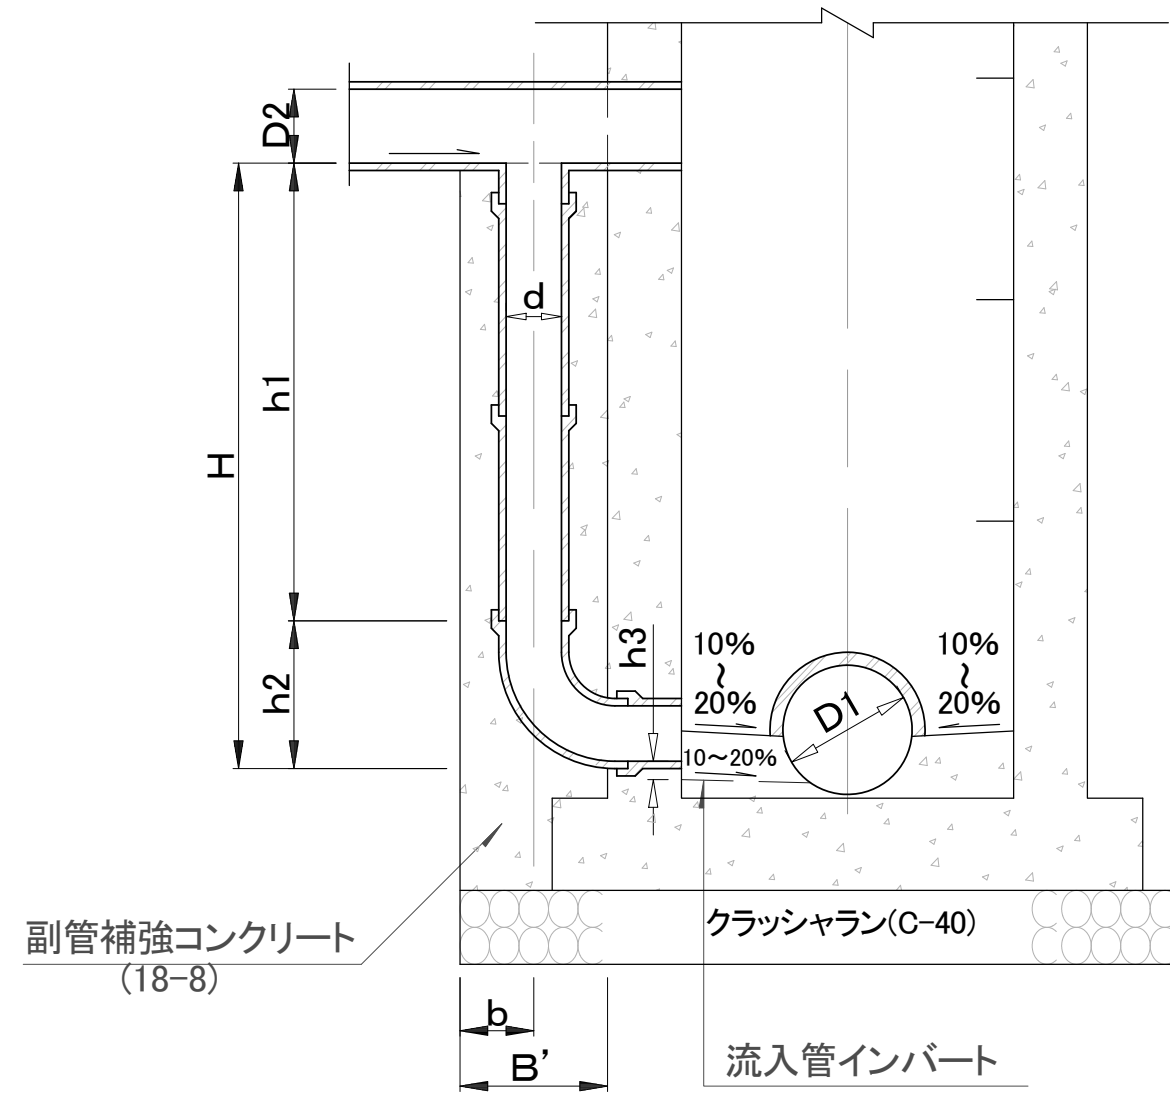 D2
d
h1
H
h3
10%
～
20%
10%
～
20%
D1
h2
10～20%
副管補強コンクリート
(18-8)
クラッシャラン(C-40)
b
B’
流入管インバート